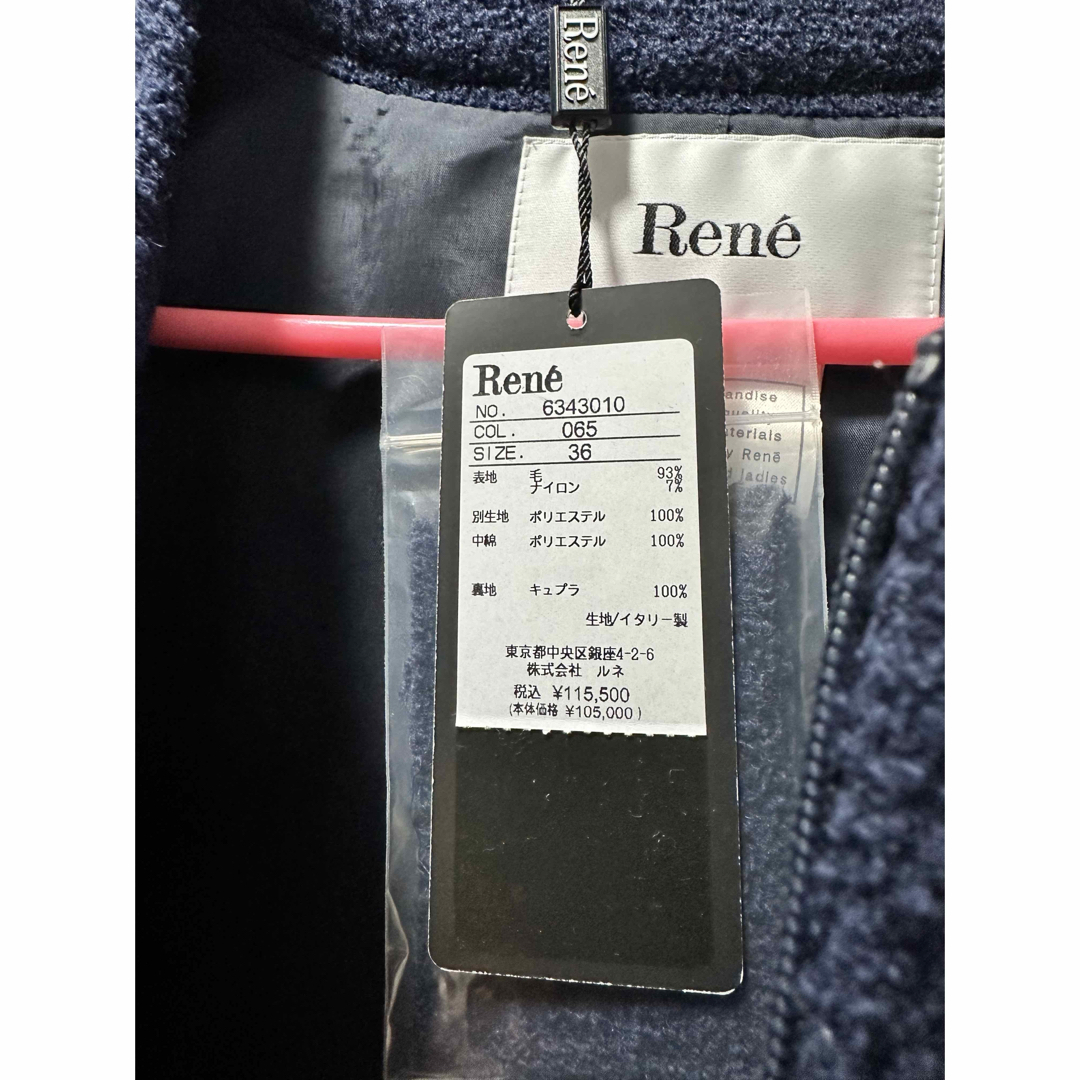 René
René
René
NO. 6343010
COL. 065
SIZE. 36
表地 毛 93%
ナイロン 7%
別生地 ポリエステル 100%
中綿 ポリエステル 100%
裏地 キュプラ 100%
生地/イタリー製
東京都中央区銀座4-2-6
株式会社 ルネ
税込 ¥115,500
(本体価格 ¥105,000)
René
ladies